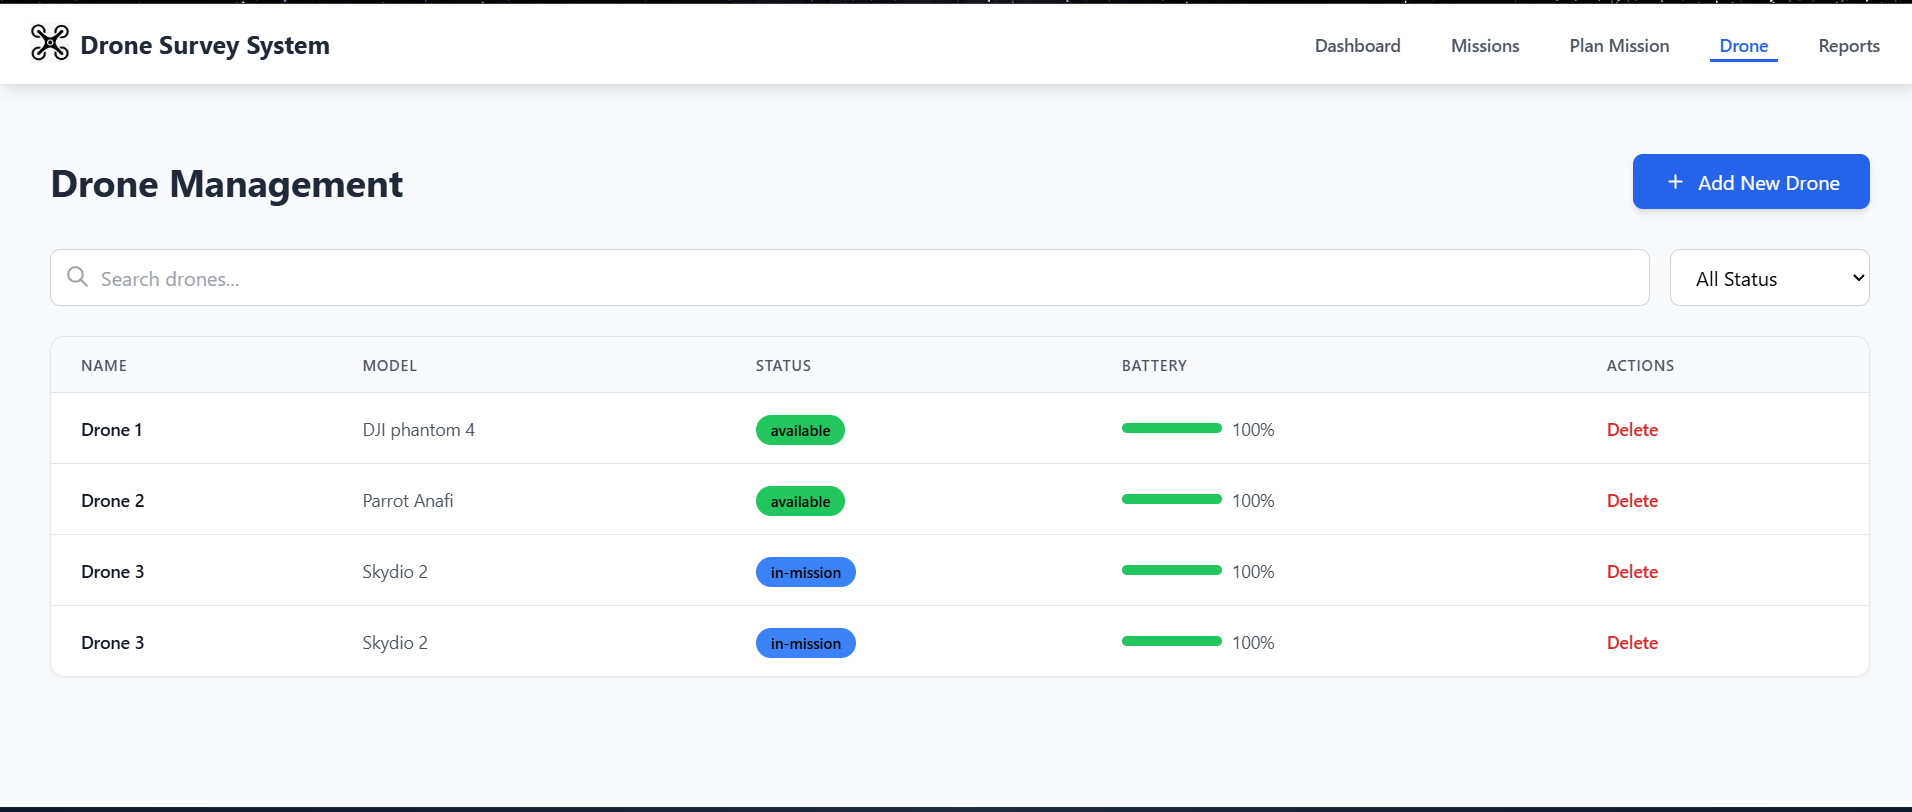 Drone Survey System
Dashboard Missions Plan Mission Drone Reports
Drone Management
+ Add New Drone
Search drones...
All Status
NAME MODEL STATUS BATTERY ACTIONS
Drone 1 DJI phantom 4 available 100% Delete
Drone 2 Parrot Anafi available 100% Delete
Drone 3 Skydio 2 in-mission 100% Delete
Drone 3 Skydio 2 in-mission 100% Delete